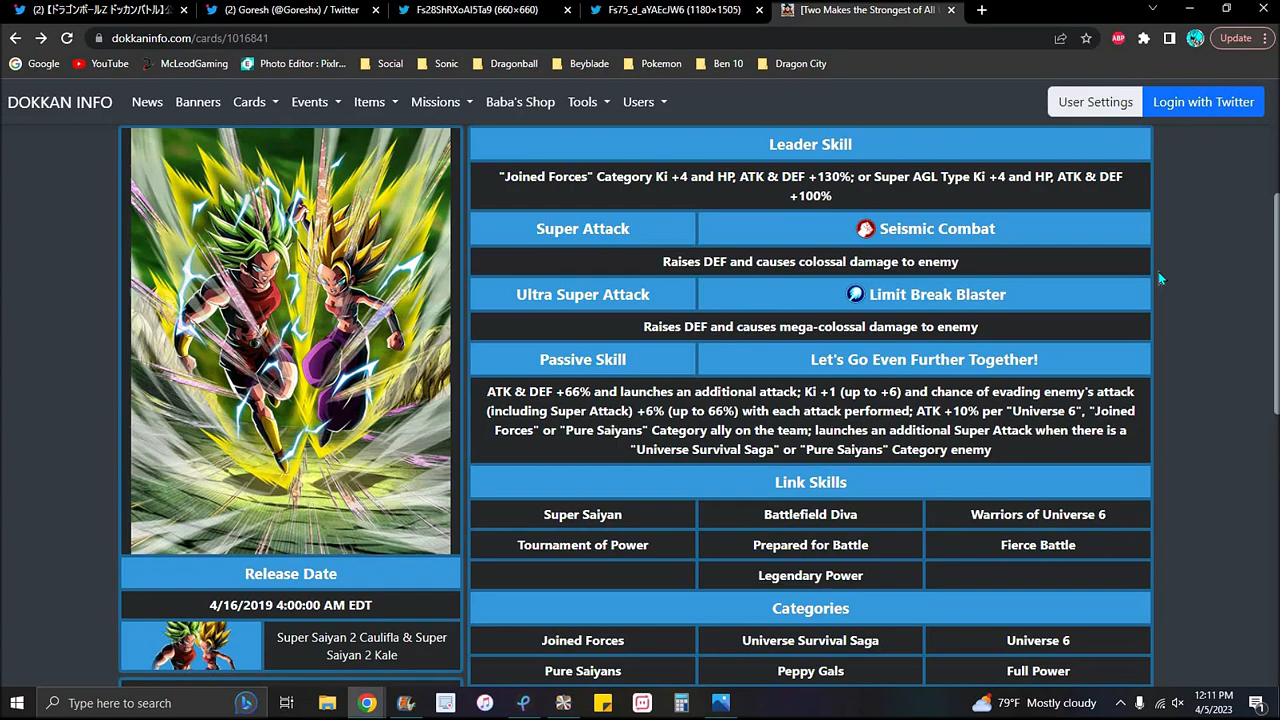 (2) 【ドラゴンボールZ ドッカンバトル】公
(2) Goresh (@Goreshx) / Twitter
Fs28ShRXoAI5Ta9 (660×660)
Fs75_d_aYAEcJW6 (1180×1505)
[Two Makes the Strongest of All
dokkaninfo.com/cards/1016841
ABP
Update
Google
YouTube
McLeodGaming
Photo Editor : Pixlr...
Social
Sonic
Dragonball
Beyblade
Pokemon
Ben 10
Dragon City
DOKKAN INFO
News
Banners
Cards
Events
Items
Missions
Baba's Shop
Tools
Users
User Settings
Login with Twitter
Leader Skill
"Joined Forces" Category Ki +4 and HP, ATK & DEF +130%; or Super AGL Type Ki +4 and HP, ATK & DEF
+100%
Super Attack
Seismic Combat
Raises DEF and causes colossal damage to enemy
Ultra Super Attack
Limit Break Blaster
Raises DEF and causes mega-colossal damage to enemy
Passive Skill
Let's Go Even Further Together!
ATK & DEF +66% and launches an additional attack; Ki +1 (up to +6) and chance of evading enemy's attack
(including Super Attack) +6% (up to 66%) with each attack performed; ATK +10% per "Universe 6", "Joined
Forces" or "Pure Saiyans" Category ally on the team; launches an additional Super Attack when there is a
"Universe Survival Saga" or "Pure Saiyans" Category enemy
Link Skills
Super Saiyan
Battlefield Diva
Warriors of Universe 6
Tournament of Power
Prepared for Battle
Fierce Battle
Legendary Power
Categories
Joined Forces
Universe Survival Saga
Universe 6
Pure Saiyans
Peppy Gals
Full Power
Release Date
4/16/2019 4:00:00 AM EDT
Super Saiyan 2 Caulifla & Super
Saiyan 2 Kale
Type here to search
79°F Mostly cloudy
12:11 PM
4/5/2023